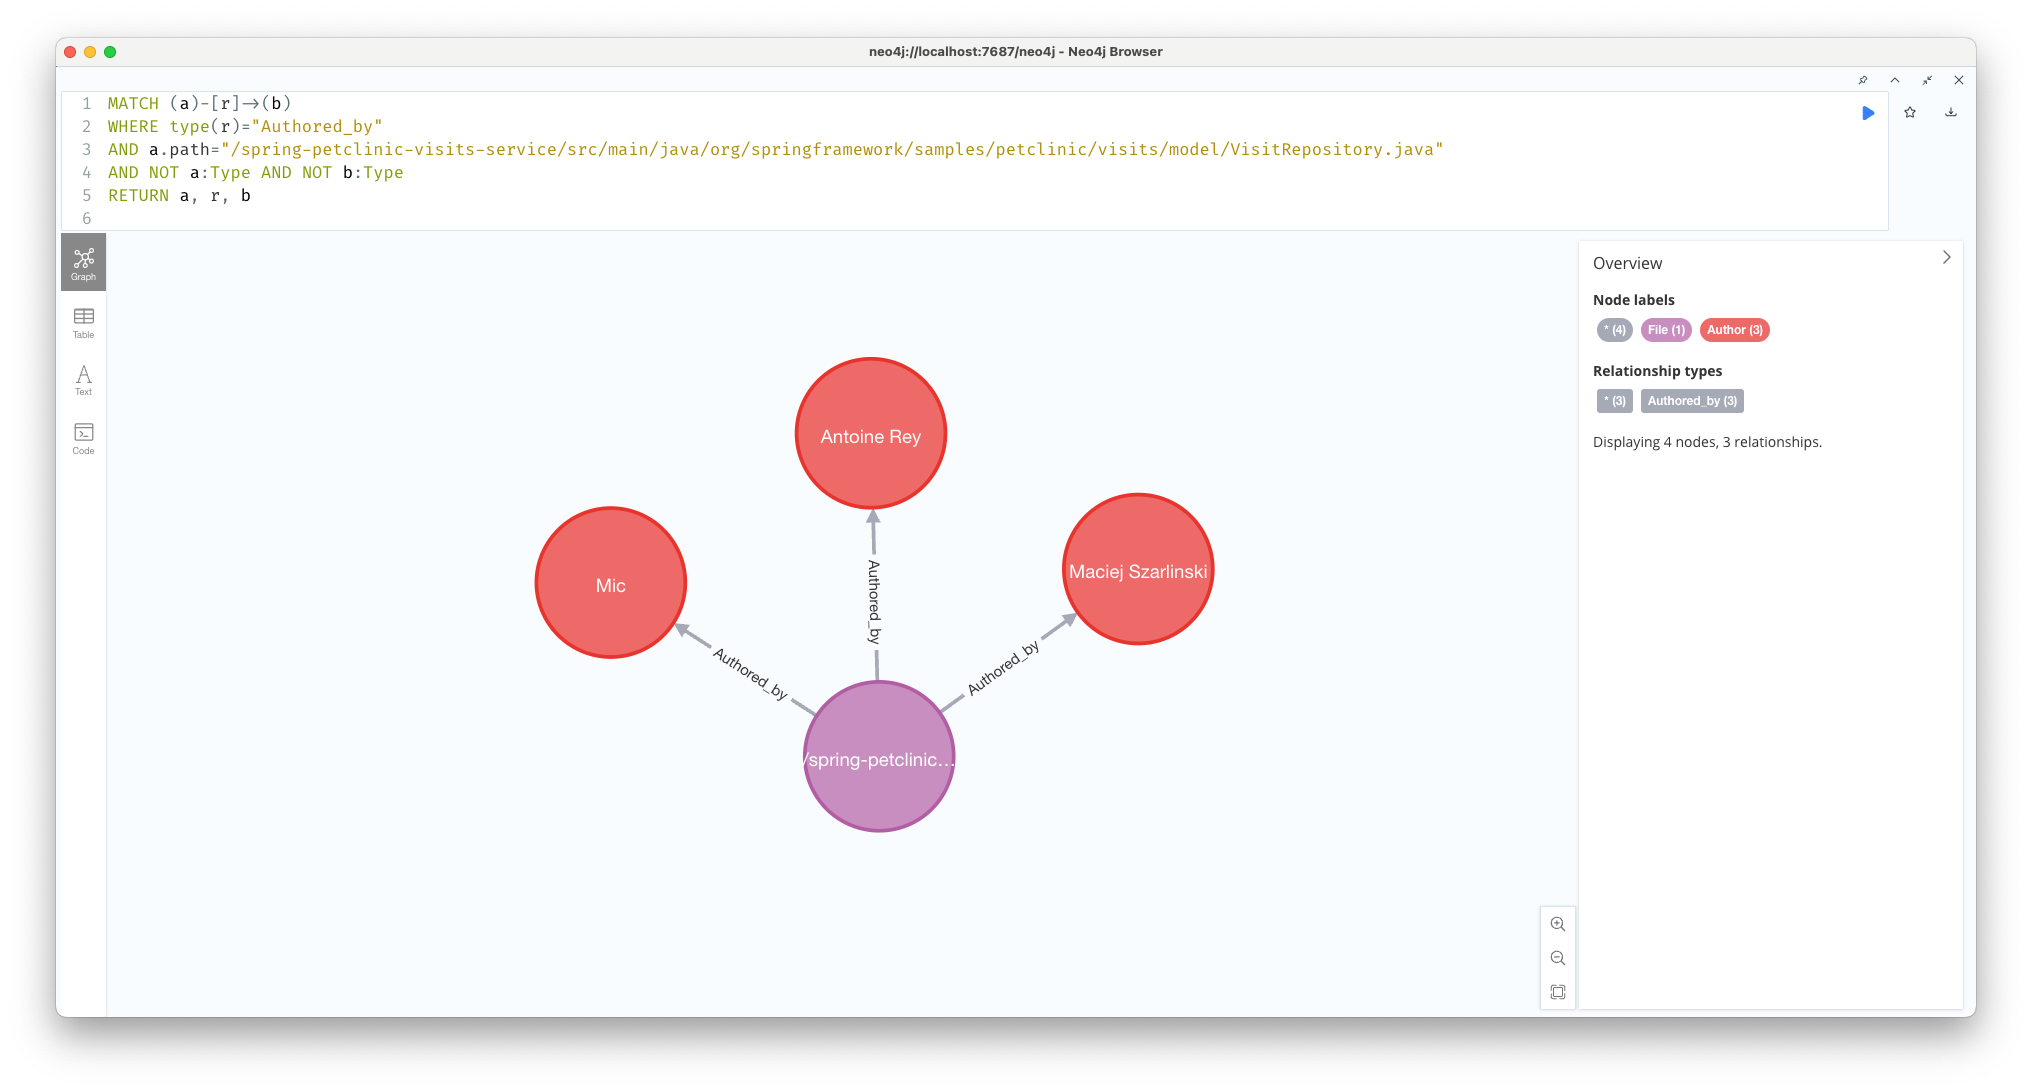 neo4j://localhost:7687/neo4j - Neo4j Browser
1 MATCH (a)-[r]->(b)
2 WHERE type(r)="Authored_by"
3 AND a.path="/spring-petclinic-visits-service/src/main/java/org/springframework/samples/petclinic/visits/model/VisitRepository.java"
4 AND NOT a:Type AND NOT b:Type
5 RETURN a, r, b
6
Graph
Table
Text
Code
Antoine Rey
Mic
Maciej Szarlinski
Authored_by
Authored_by
Authored_by
/spring-petclinic...
Overview
Node labels
* (4) File (1) Author (3)
Relationship types
* (3) Authored_by (3)
Displaying 4 nodes, 3 relationships.